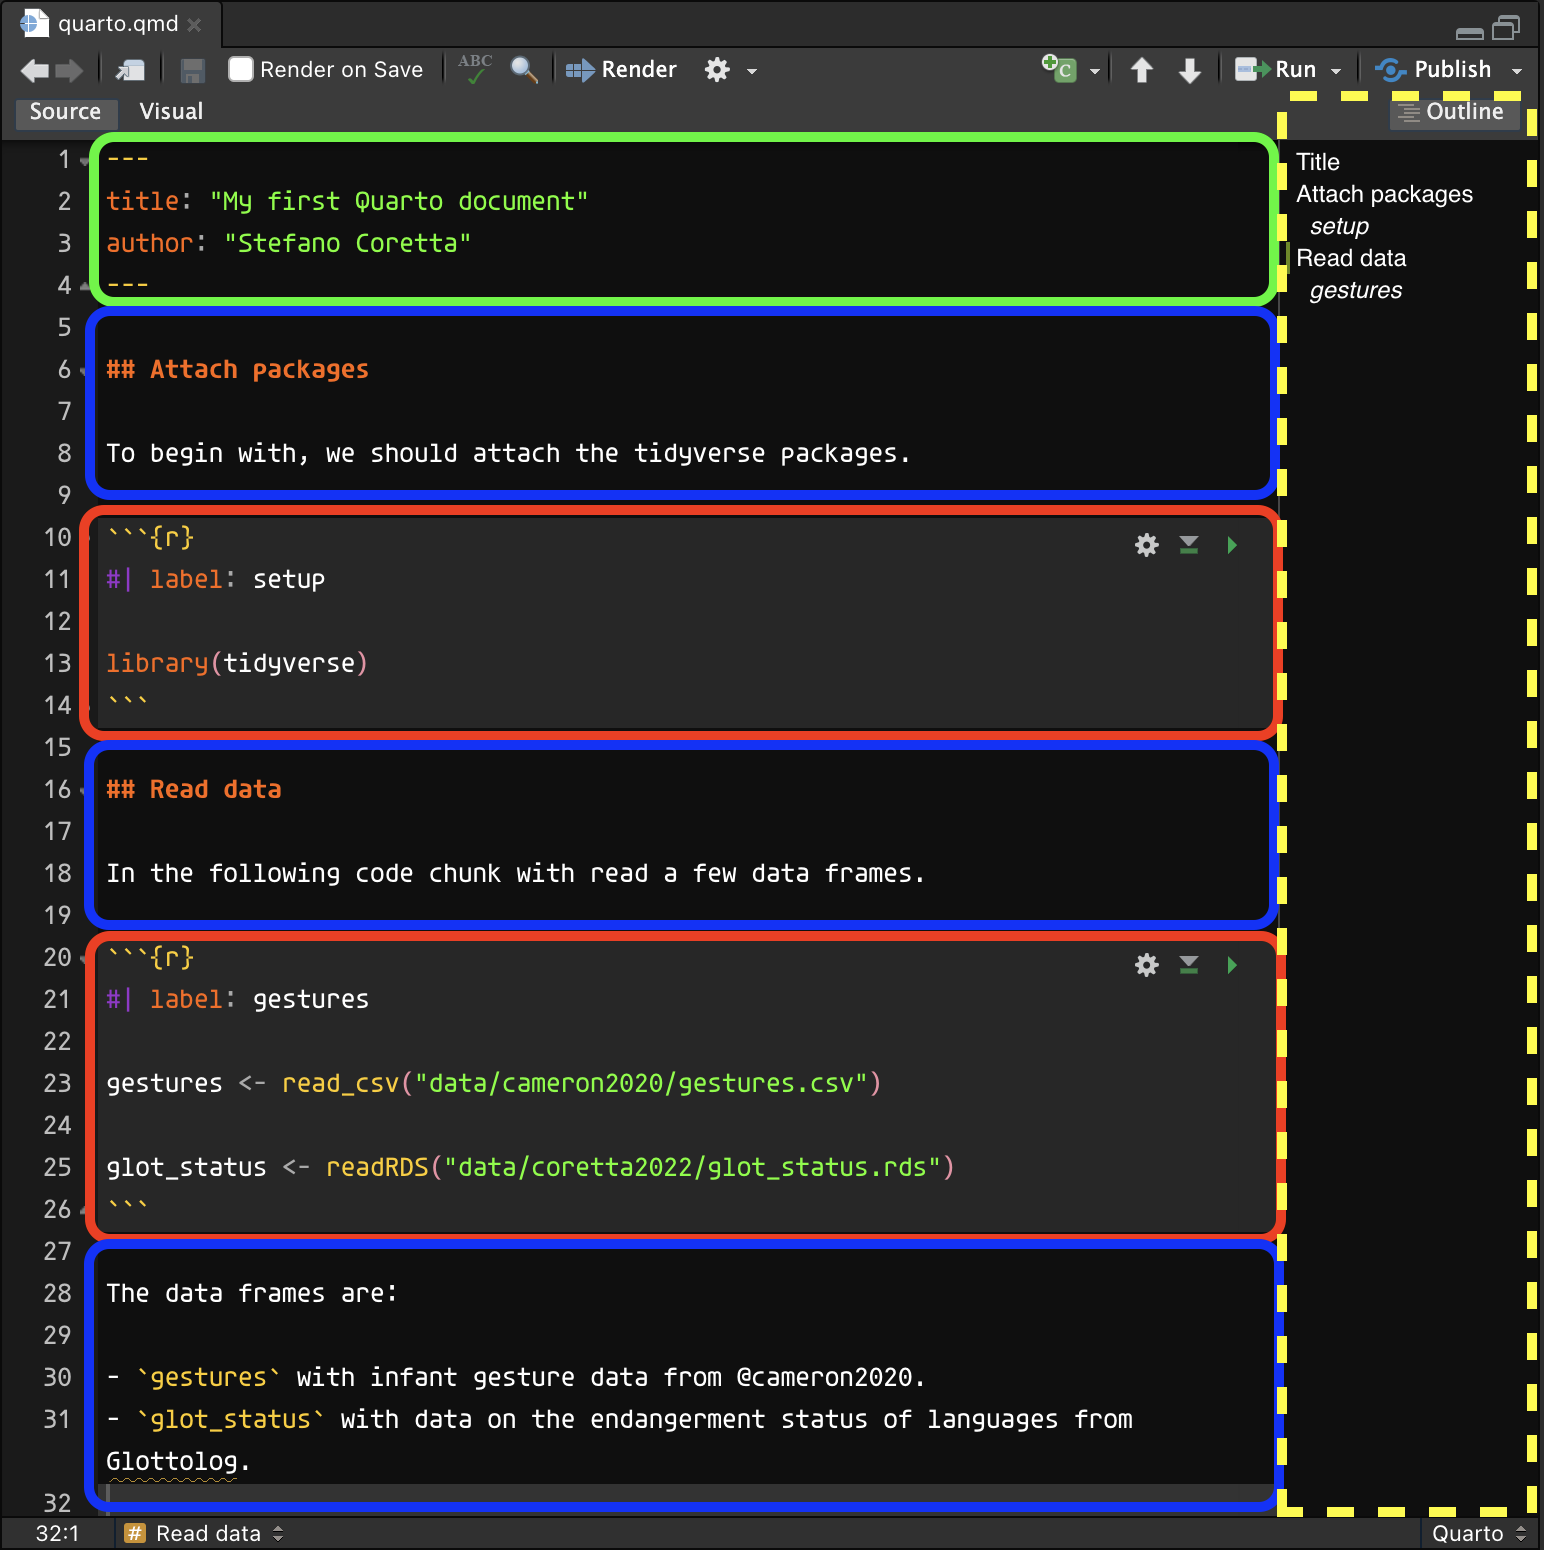 quarto.qmd
Render on Save ABC Render C Run Publish
Source Visual Outline
1 ---
2 title: "My first Quarto document"
3 author: "Stefano Coretta"
4 ---
5
6 ## Attach packages
7
8 To begin with, we should attach the tidyverse packages.
9
10 ```{r}
11 #| label: setup
12
13 library(tidyverse)
14 ```
15
16 ## Read data
17
18 In the following code chunk with read a few data frames.
19
20 ```{r}
21 #| label: gestures
22
23 gestures <- read_csv("data/cameron2020/gestures.csv")
24
25 glot_status <- readRDS("data/coretta2022/glot_status.rds")
26 ```
27
28 The data frames are:
29
30 - `gestures` with infant gesture data from @cameron2020.
31 - `glot_status` with data on the endangerment status of languages from
Glottolog.
32
Title
Attach packages
setup
Read data
gestures
32:1 # Read data Quarto